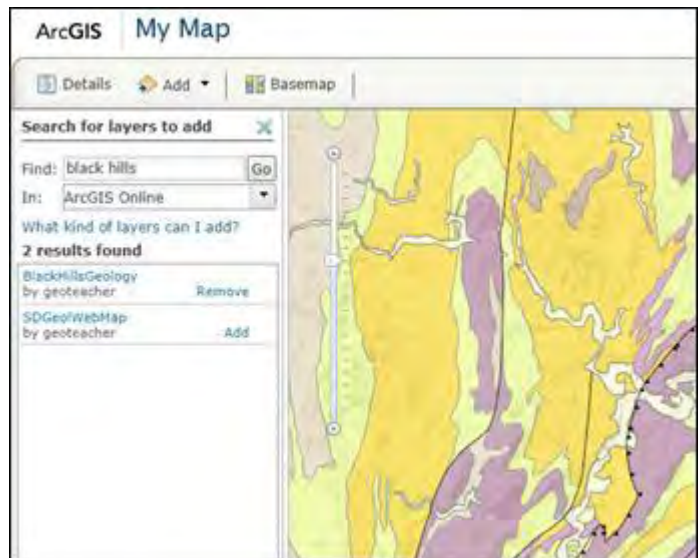 ArcGIS My Map
Details Add Basemap
Search for layers to add
Find: black hills Go
In: ArcGIS Online
What kind of layers can I add?
2 results found
BlackHillsGeology
by geoteacher Remove
SDGeolWebMap
by geoteacher Add